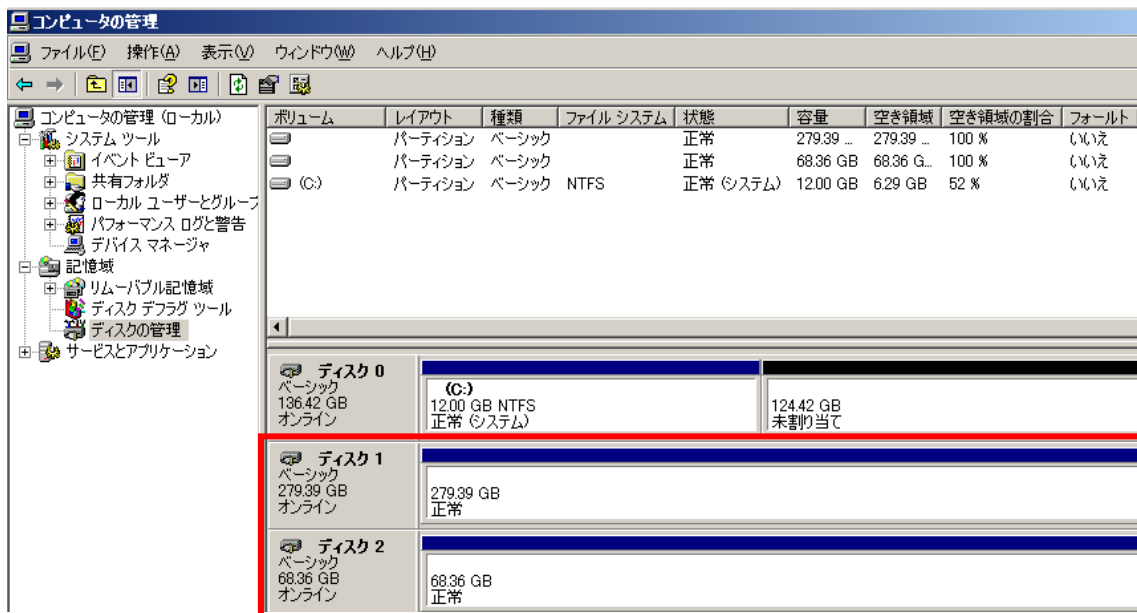 コンピュータの管理
ファイル(F) 操作(A) 表示(V) ウィンドウ(W) ヘルプ(H)
コンピュータの管理 (ローカル)
システム ツール
イベント ビューア
共有フォルダ
ローカル ユーザーとグループ
パフォーマンス ログと警告
デバイス マネージャ
記憶域
リムーバブル記憶域
ディスク デフラグ ツール
ディスクの管理
サービスとアプリケーション
ボリューム レイアウト 種類 ファイル システム 状態 容量 空き領域 空き領域の割合 フォールト
パーティション ベーシック 正常 279.39 ... 279.39 ... 100 % いいえ
パーティション ベーシック 正常 68.36 GB 68.36 G... 100 % いいえ
(C:) パーティション ベーシック NTFS 正常 (システム) 12.00 GB 6.29 GB 52 % いいえ
ディスク 0
ベーシック
136.42 GB
オンライン
(C:)
12.00 GB NTFS
正常 (システム)
124.42 GB
未割り当て
ディスク 1
ベーシック
279.39 GB
オンライン
279.39 GB
正常
ディスク 2
ベーシック
68.36 GB
オンライン
68.36 GB
正常